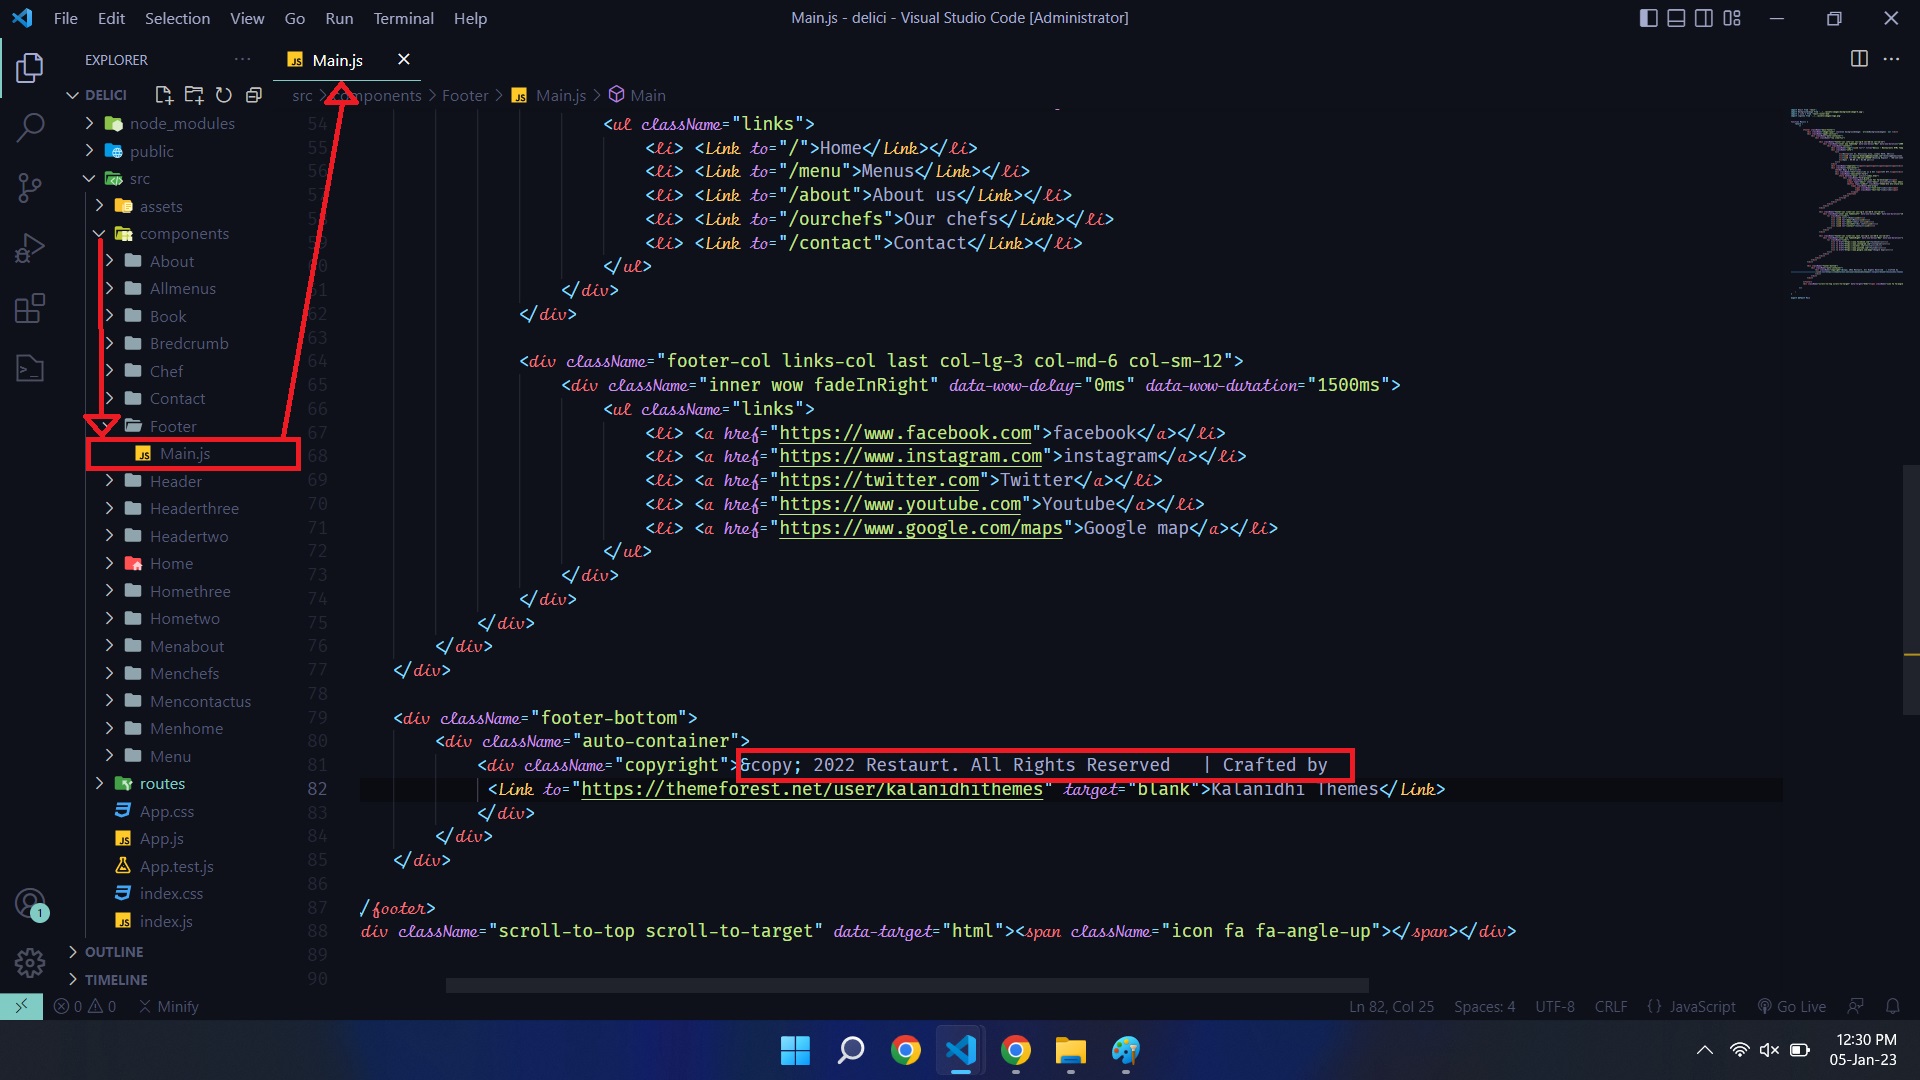 File Edit Selection View Go Run Terminal Help
Main.js - delici - Visual Studio Code [Administrator]
EXPLORER
JS Main.js
DELICI
src > components > Footer > JS Main.js > Main
node_modules
public
src
assets
components
About
Allmenus
Book
Bredcrumb
Chef
Contact
Footer
JS Main.js
Header
Headerthree
Headertwo
Home
Homethree
Hometwo
Menabout
Menchefs
Mencontactus
Menhome
Menu
routes
App.css
JS App.js
App.test.js
index.css
JS index.js
OUTLINE
TIMELINE
54 <ul className="links">
55 <li> <Link to="/">Home</Link></li>
56 <li> <Link to="/menu">Menus</Link></li>
57 <li> <Link to="/about">About us</Link></li>
58 <li> <Link to="/ourchefs">Our chefs</Link></li>
59 <li> <Link to="/contact">Contact</Link></li>
60 </ul>
61 </div>
62 </div>
63
64 <div className="footer-col links-col last col-lg-3 col-md-6 col-sm-12">
65 <div className="inner wow fadeInRight" data-wow-delay="0ms" data-wow-duration="1500ms">
66 <ul className="links">
67 <li> <a href="https://www.facebook.com">facebook</a></li>
68 <li> <a href="https://www.instagram.com">instagram</a></li>
69 <li> <a href="https://twitter.com">Twitter</a></li>
70 <li> <a href="https://www.youtube.com">Youtube</a></li>
71 <li> <a href="https://www.google.com/maps">Google map</a></li>
72 </ul>
73 </div>
74 </div>
75 </div>
76 </div>
77 </div>
78
79 <div className="footer-bottom">
80 <div className="auto-container">
81 <div className="copyright">&copy; 2022 Restaurt. All Rights Reserved | Crafted by
82 <Link to="https://themeforest.net/user/kalanidhithemes" target="blank">Kalanidhi Themes</Link>
83 </div>
84 </div>
85 </div>
86
87 /footer>
88 div className="scroll-to-top scroll-to-target" data-target="html"><span className="icon fa fa-angle-up"></span></div>
89
90
1
0 0 Minify
Ln 82, Col 25 Spaces: 4 UTF-8 CRLF {} JavaScript Go Live
12:30 PM
05-Jan-23